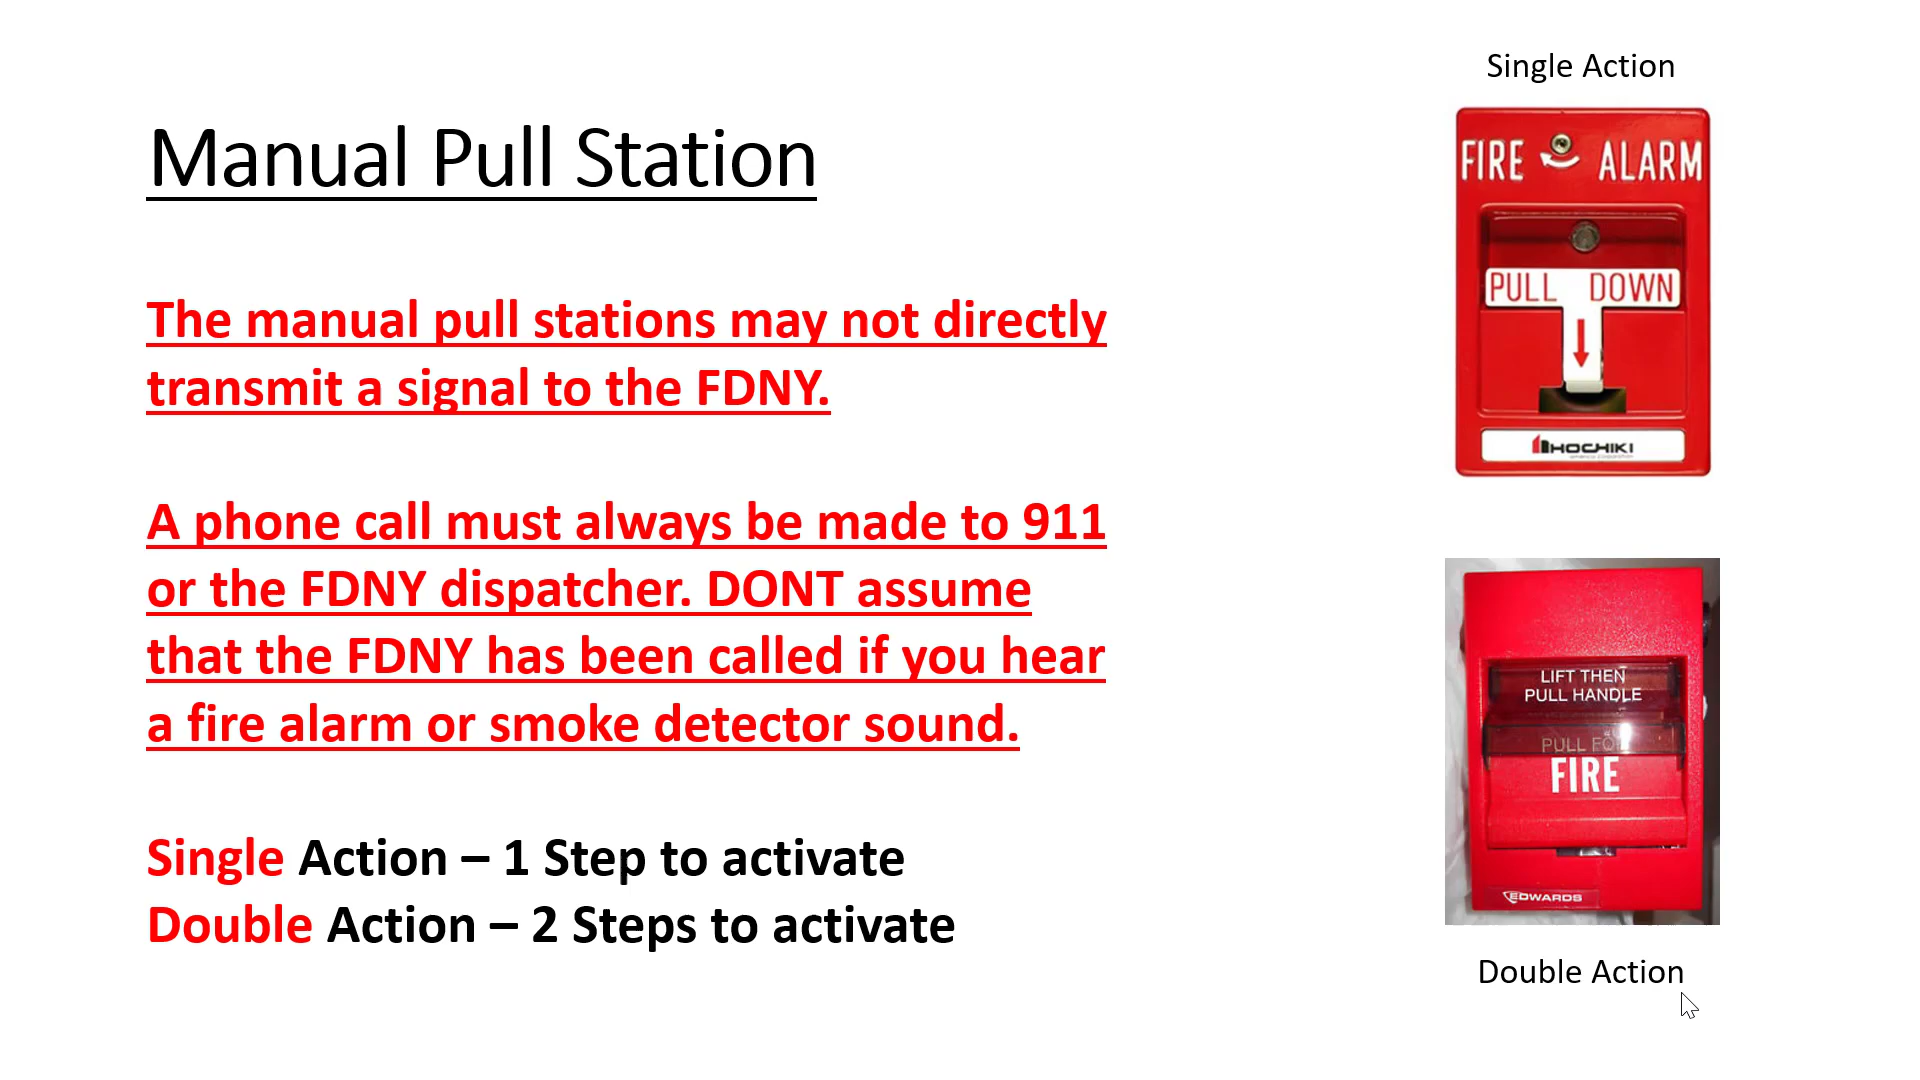 Manual Pull Station
The manual pull stations may not directly
transmit a signal to the FDNY.
A phone call must always be made to 911
or the FDNY dispatcher. DONT assume
that the FDNY has been called if you hear
a fire alarm or smoke detector sound.
Single Action – 1 Step to activate
Double Action – 2 Steps to activate
Single Action
FIRE ALARM
PULL DOWN
HOCHIKI
LIFT THEN
PULL HANDLE
PULL FOR
FIRE
EDWARDS
Double Action